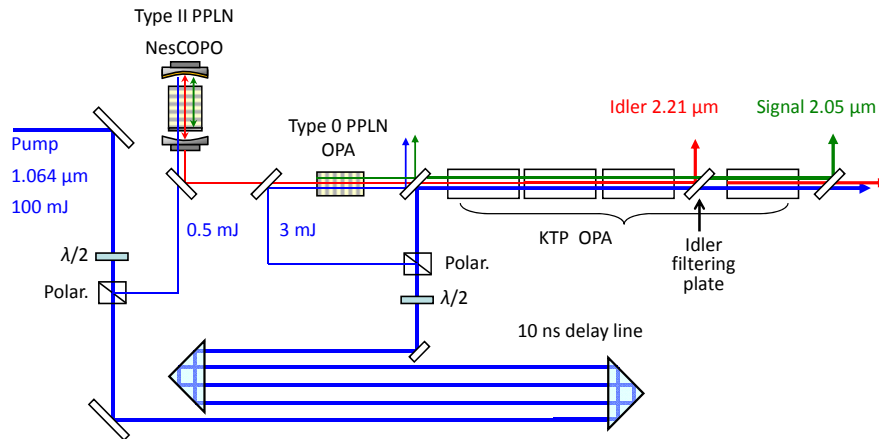 Type II PPLN
NesCOPO
Type 0 PPLN
OPA
Idler 2.21 μm
Signal 2.05 μm
Pump
1.064 μm
100 mJ
0.5 mJ
3 mJ
KTP OPA
Idler
filtering
plate
λ/2
Polar.
Polar.
λ/2
10 ns delay line